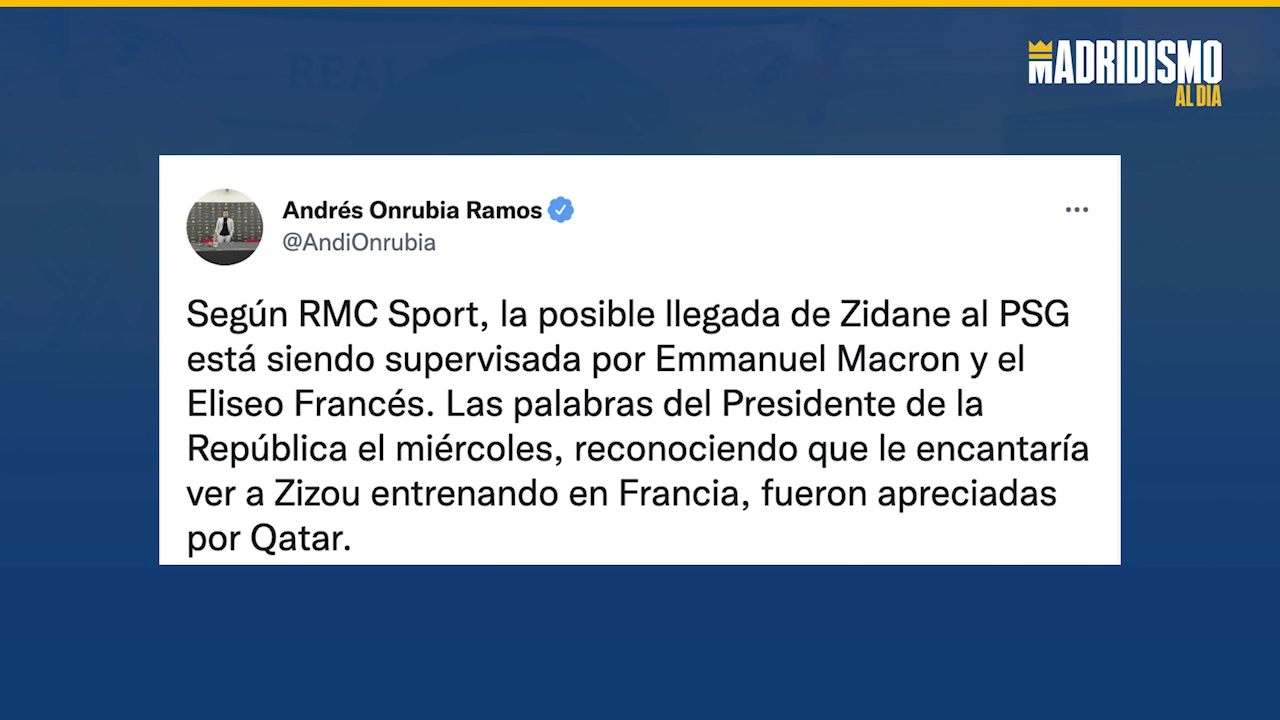 REAL
MADRIDISMO
AL DIA
Andrés Onrubia Ramos
@AndiOnrubia
Según RMC Sport, la posible llegada de Zidane al PSG
está siendo supervisada por Emmanuel Macron y el
Eliseo Francés. Las palabras del Presidente de la
República el miércoles, reconociendo que le encantaría
ver a Zizou entrenando en Francia, fueron apreciadas
por Qatar.